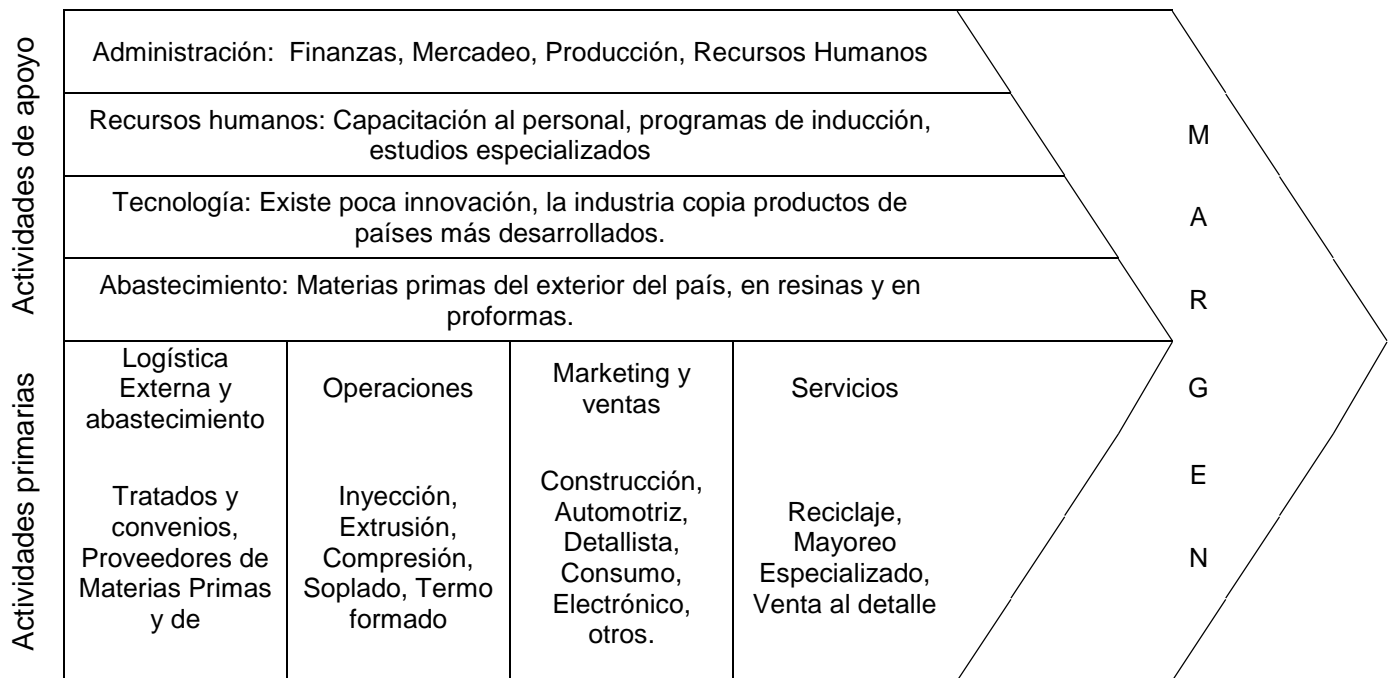 Actividades de apoyo
Administración:  Finanzas, Mercadeo, Producción, Recursos Humanos
Recursos humanos: Capacitación al personal, programas de inducción,
estudios especializados
Tecnología: Existe poca innovación, la industria copia productos de
países más desarrollados.
Abastecimiento: Materias primas del exterior del país, en resinas y en
proformas.
Actividades primarias
Logística
Externa y
abastecimiento
Tratados y
convenios,
Proveedores de
Materias Primas
y de
Operaciones
Inyección,
Extrusión,
Compresión,
Soplado, Termo
formado
Marketing y
ventas
Construcción,
Automotriz,
Detallista,
Consumo,
Electrónico,
otros.
Servicios
Reciclaje,
Mayoreo
Especializado,
Venta al detalle
M
A
R
G
E
N